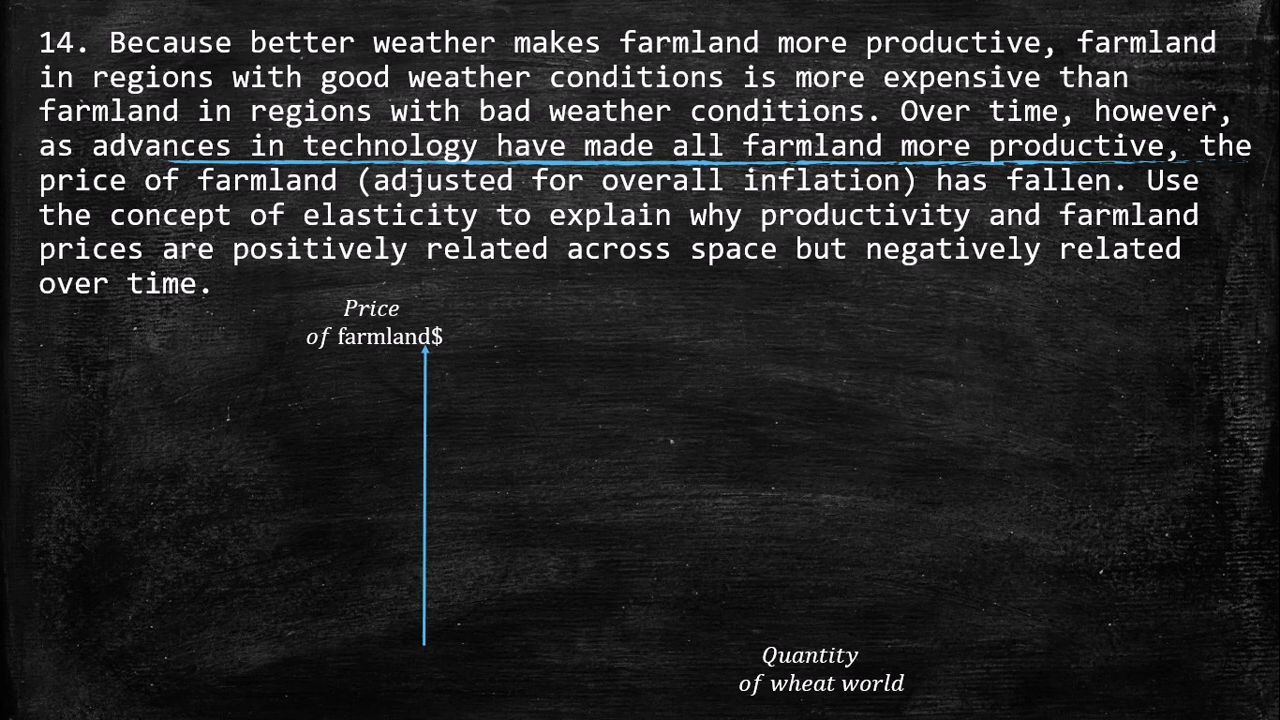 14. Because better weather makes farmland more productive, farmland
in regions with good weather conditions is more expensive than
farmland in regions with bad weather conditions. Over time, however,
as advances in technology have made all farmland more productive, the
price of farmland (adjusted for overall inflation) has fallen. Use
the concept of elasticity to explain why productivity and farmland
prices are positively related across space but negatively related
over time.
Price
of farmland$
Quantity
of wheat world